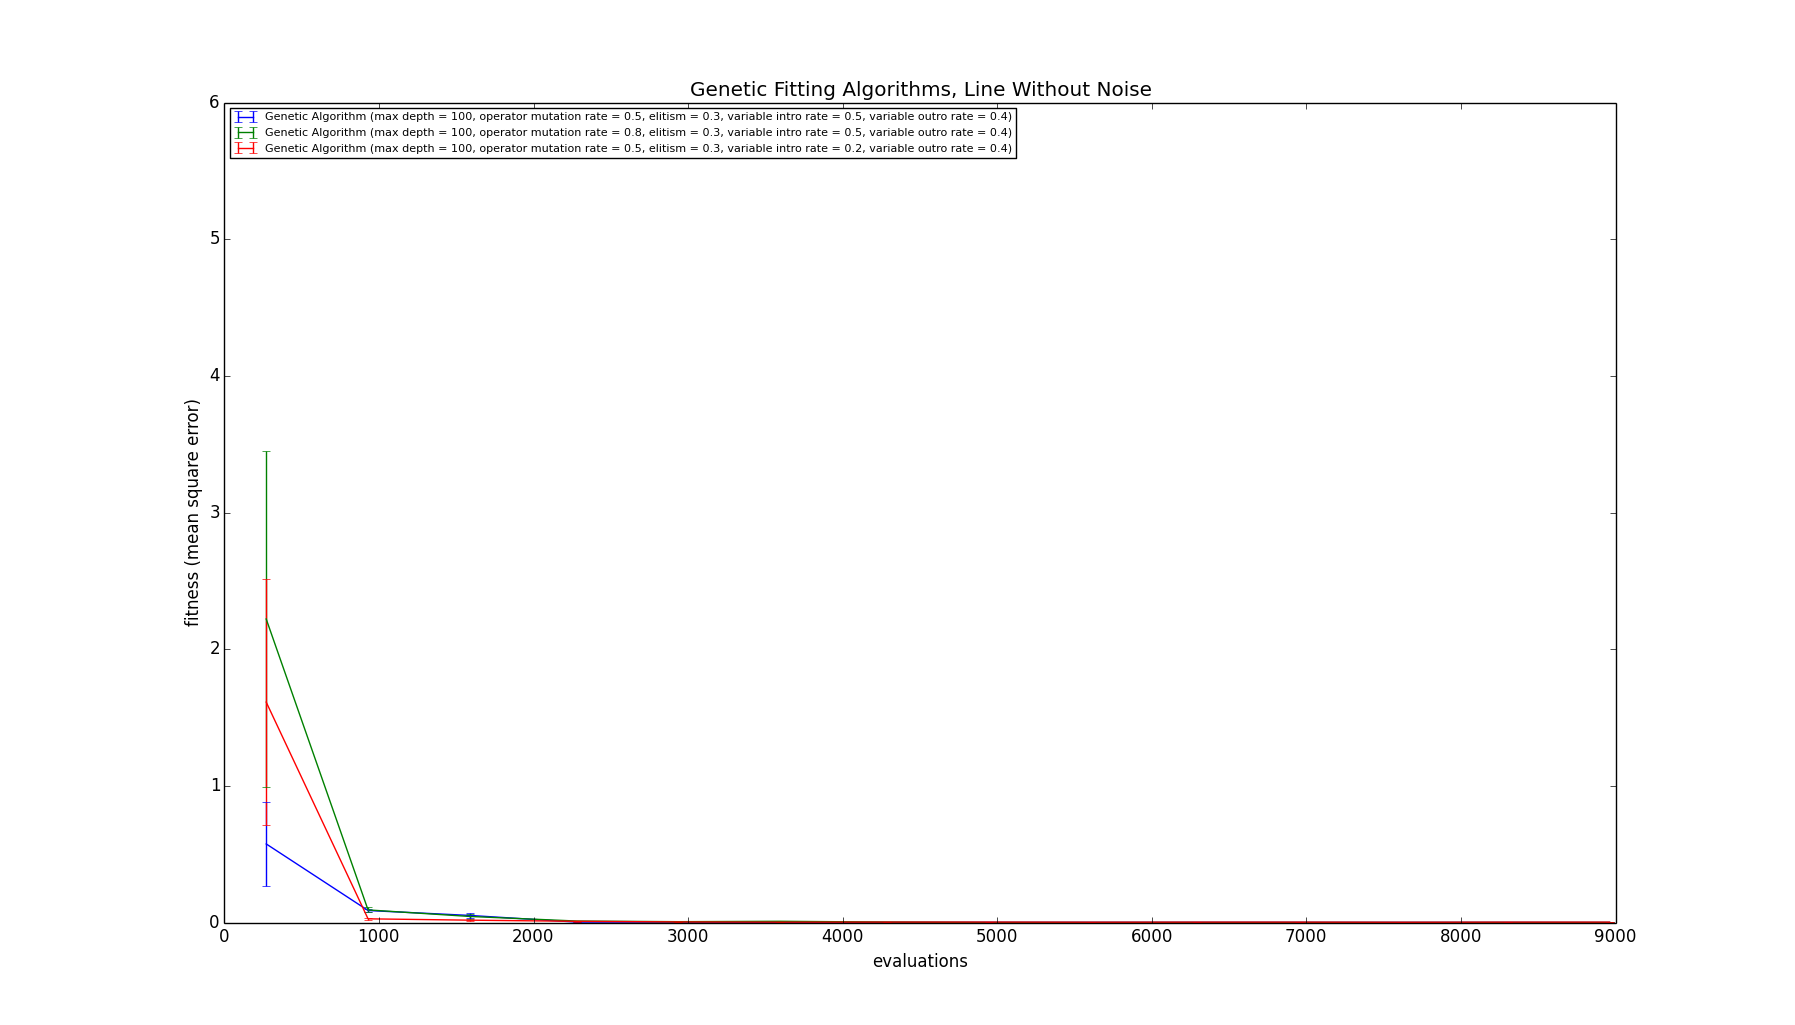 Genetic Fitting Algorithms, Line Without Noise
Genetic Algorithm (max depth = 100, operator mutation rate = 0.5, elitism = 0.3, variable intro rate = 0.5, variable outro rate = 0.4)
Genetic Algorithm (max depth = 100, operator mutation rate = 0.8, elitism = 0.3, variable intro rate = 0.5, variable outro rate = 0.4)
Genetic Algorithm (max depth = 100, operator mutation rate = 0.5, elitism = 0.3, variable intro rate = 0.2, variable outro rate = 0.4)
6
5
4
3
2
1
0
fitness (mean square error)
0 1000 2000 3000 4000 5000 6000 7000 8000 9000
evaluations